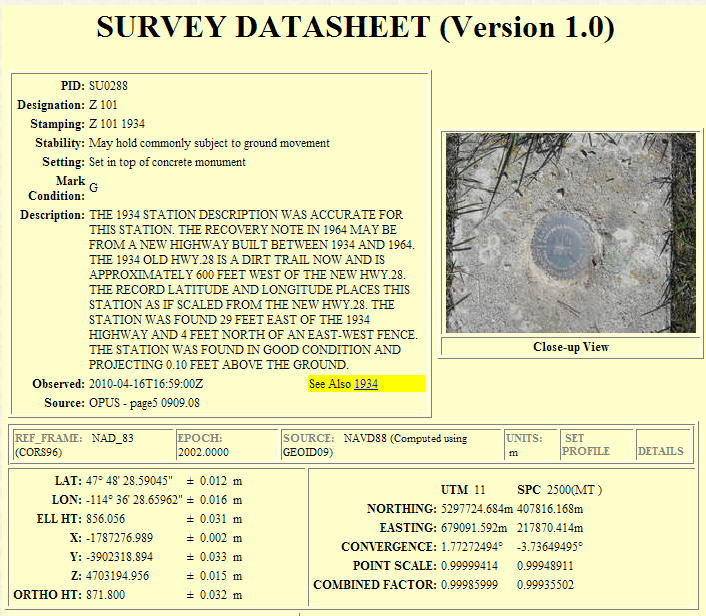 SURVEY DATASHEET (Version 1.0)
PID: SU0288
Designation: Z 101
Stamping: Z 101 1934
Stability: May hold commonly subject to ground movement
Setting: Set in top of concrete monument
Mark Condition: G
Description: THE 1934 STATION DESCRIPTION WAS ACCURATE FOR
THIS STATION. THE RECOVERY NOTE IN 1964 MAY BE
FROM A NEW HIGHWAY BUILT BETWEEN 1934 AND 1964.
THE 1934 OLD HWY.28 IS A DIRT TRAIL NOW AND IS
APPROXIMATELY 600 FEET WEST OF THE NEW HWY.28.
THE RECORD LATITUDE AND LONGITUDE PLACES THIS
STATION AS IF SCALED FROM THE NEW HWY.28. THE
STATION WAS FOUND 29 FEET EAST OF THE 1934
HIGHWAY AND 4 FEET NORTH OF AN EAST-WEST FENCE.
THE STATION WAS FOUND IN GOOD CONDITION AND
PROJECTING 0.10 FEET ABOVE THE GROUND.
Observed: 2010-04-16T16:59:00Z See Also 1934
Source: OPUS - page5 0909.08
Close-up View
REF_FRAME: NAD_83 (COR896)
EPOCH: 2002.0000
SOURCE: NAVD88 (Computed using GEOID09)
UNITS: m
SET PROFILE
DETAILS
LAT: 47° 48' 28.59045" ± 0.012 m
LON: -114° 36' 28.65962" ± 0.016 m
ELL HT: 856.056 ± 0.031 m
X: -1787276.989 ± 0.002 m
Y: -3902318.894 ± 0.033 m
Z: 4703194.956 ± 0.015 m
ORTHO HT: 871.800 ± 0.032 m
UTM 11 SPC 2500(MT )
NORTHING: 5297724.684m 407816.168m
EASTING: 679091.592m 217870.414m
CONVERGENCE: 1.77272494° -3.73649495°
POINT SCALE: 0.99999414 0.99948911
COMBINED FACTOR: 0.99985999 0.99935502